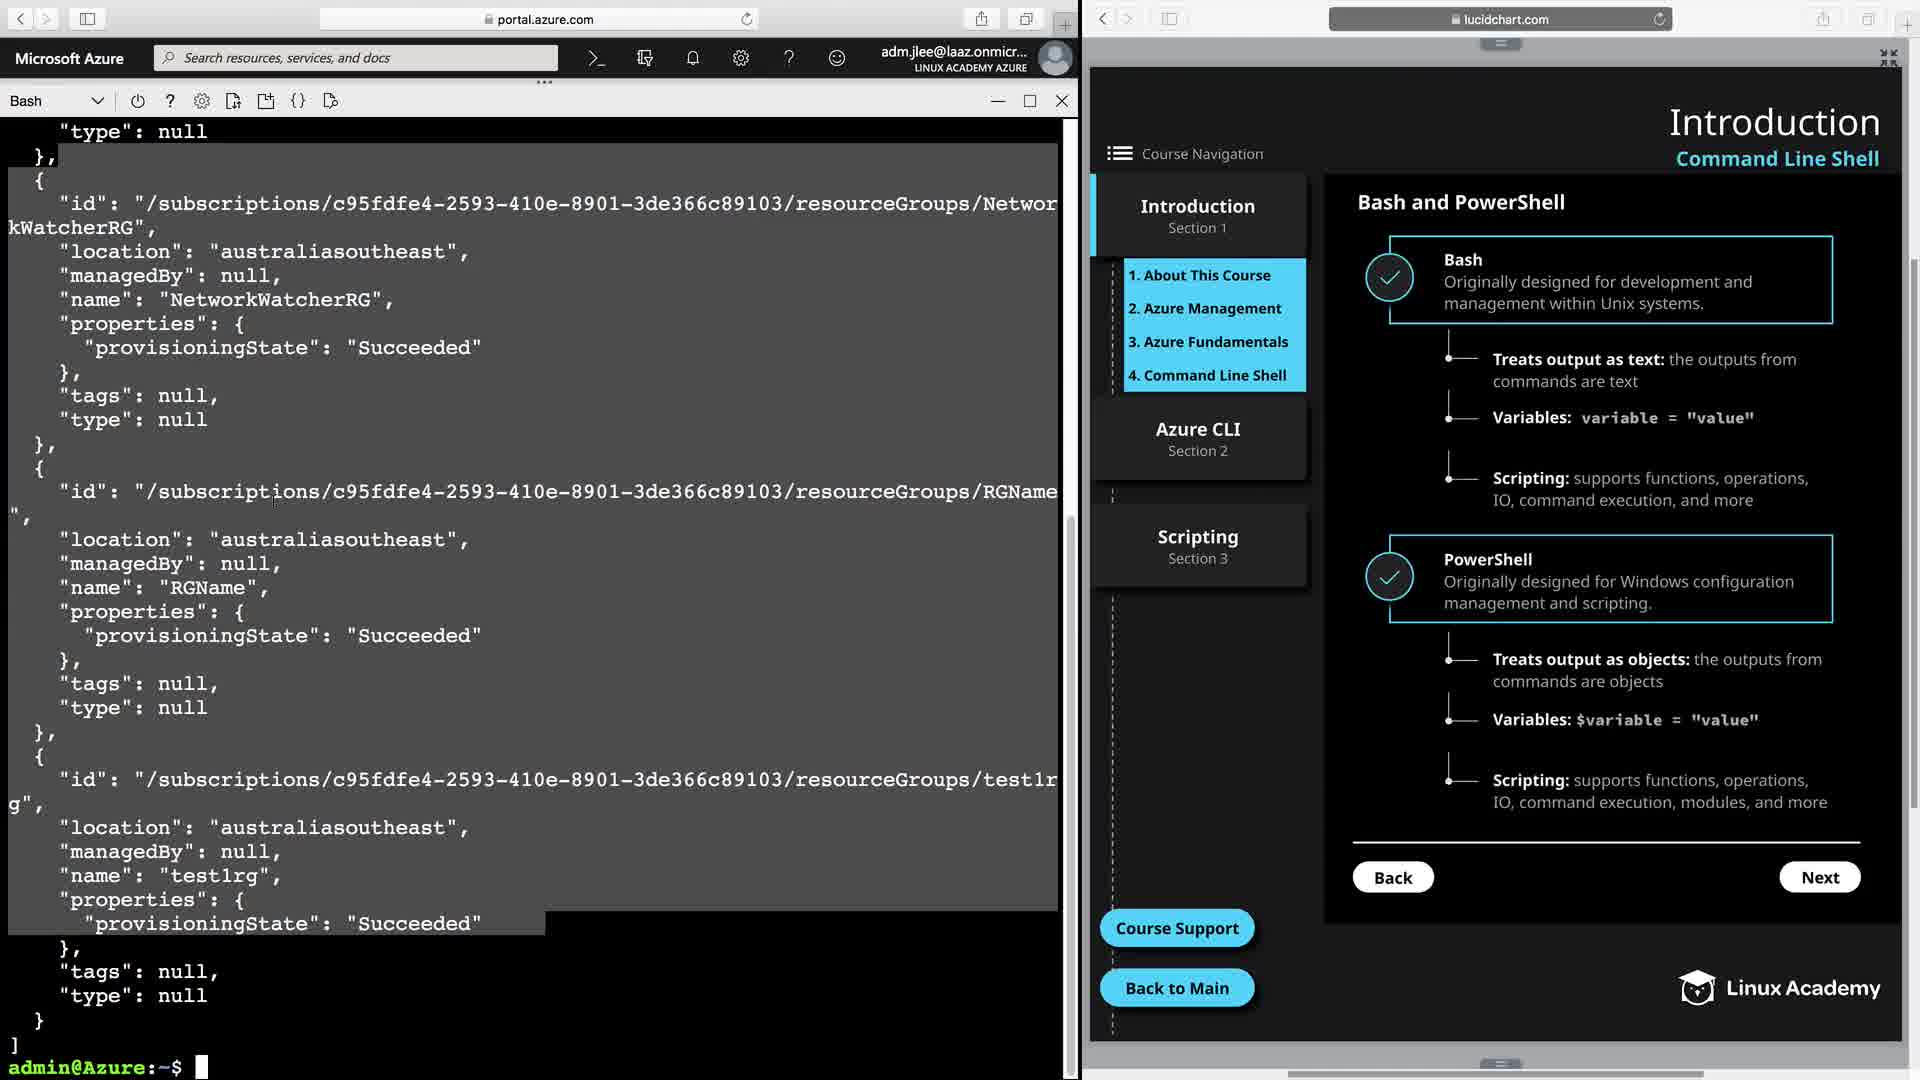 portal.azure.com
Microsoft Azure
Search resources, services, and docs
adm.jlee@laaz.onmicr...
LINUX ACADEMY AZURE
Bash
"type": null
},
{
"id": "/subscriptions/c95fdfe4-2593-410e-8901-3de366c89103/resourceGroups/Networ
kWatcherRG",
"location": "australiasoutheast",
"managedBy": null,
"name": "NetworkWatcherRG",
"properties": {
"provisioningState": "Succeeded"
},
"tags": null,
"type": null
},
{
"id": "/subscriptions/c95fdfe4-2593-410e-8901-3de366c89103/resourceGroups/RGName
",
"location": "australiasoutheast",
"managedBy": null,
"name": "RGName",
"properties": {
"provisioningState": "Succeeded"
},
"tags": null,
"type": null
},
{
"id": "/subscriptions/c95fdfe4-2593-410e-8901-3de366c89103/resourceGroups/test1r
g",
"location": "australiasoutheast",
"managedBy": null,
"name": "test1rg",
"properties": {
"provisioningState": "Succeeded"
},
"tags": null,
"type": null
}
]
admin@Azure:~$
lucidchart.com
Introduction
Command Line Shell
Course Navigation
Introduction
Section 1
1. About This Course
2. Azure Management
3. Azure Fundamentals
4. Command Line Shell
Azure CLI
Section 2
Scripting
Section 3
Course Support
Back to Main
Bash and PowerShell
Bash
Originally designed for development and
management within Unix systems.
Treats output as text: the outputs from
commands are text
Variables: variable = "value"
Scripting: supports functions, operations,
IO, command execution, and more
PowerShell
Originally designed for Windows configuration
management and scripting.
Treats output as objects: the outputs from
commands are objects
Variables: $variable = "value"
Scripting: supports functions, operations,
IO, command execution, modules, and more
Back
Next
Linux Academy